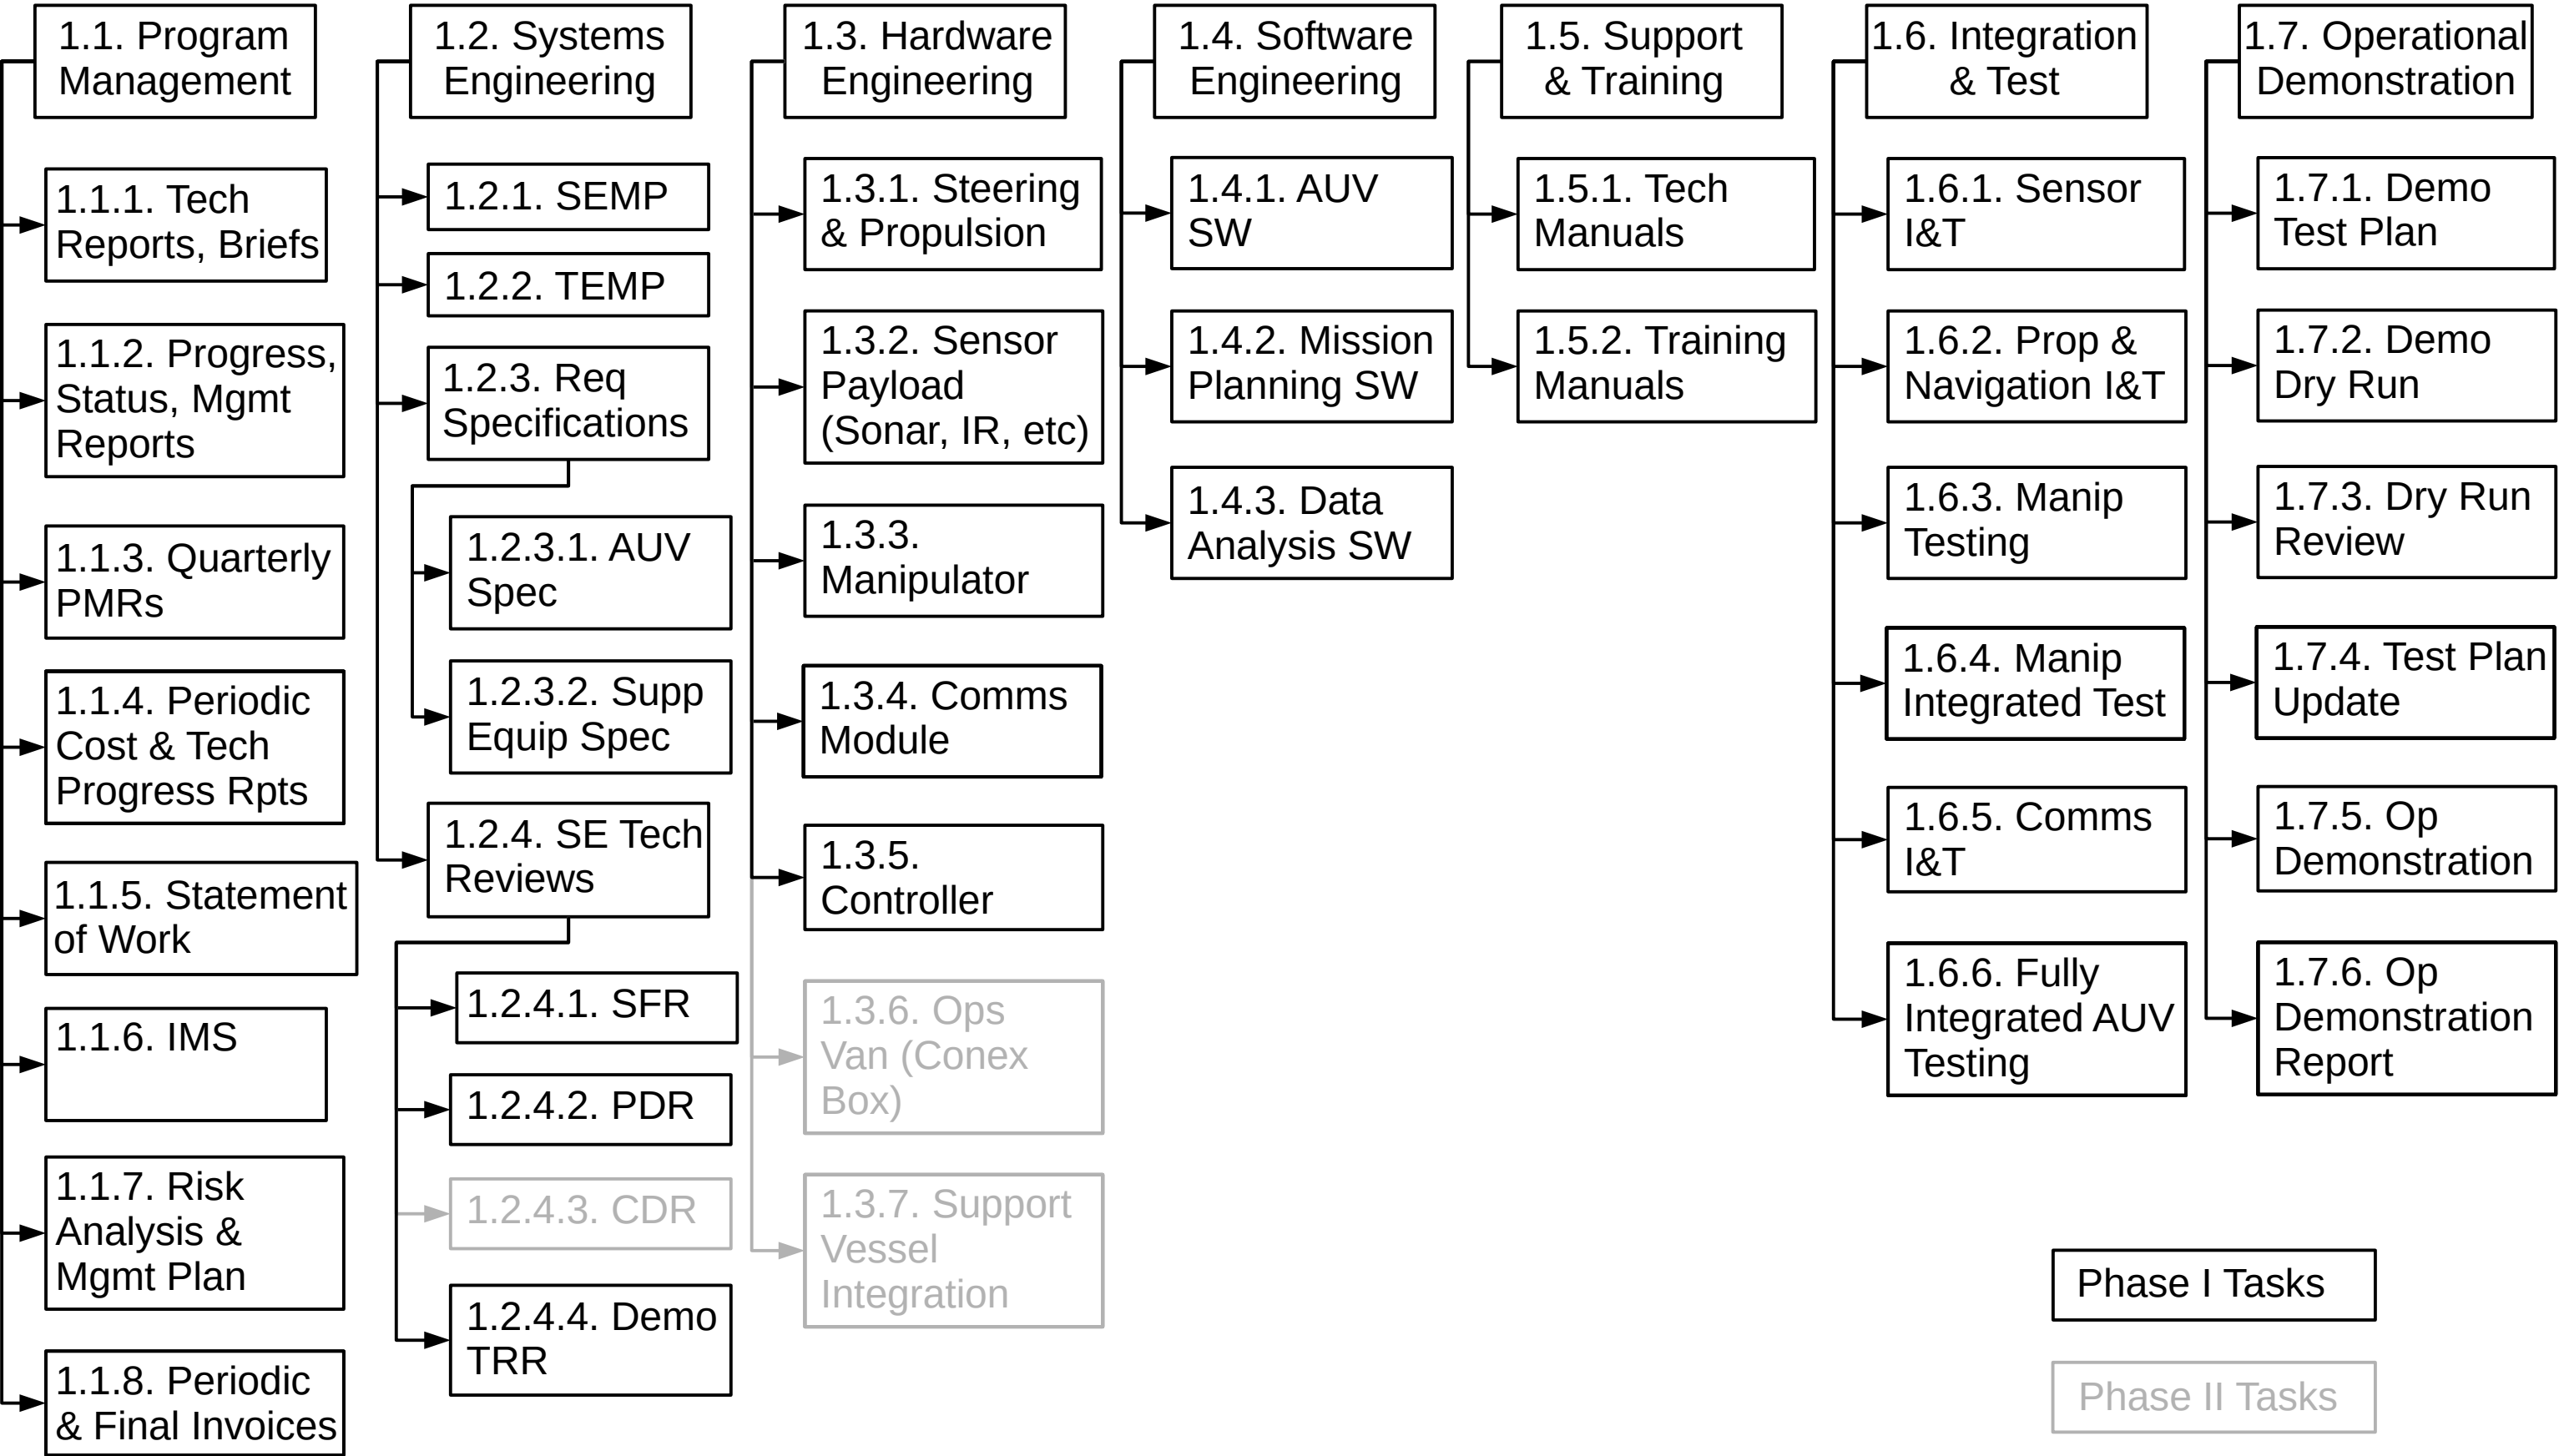 1.1. Program
Management
1.1.1. Tech
Reports, Briefs
1.1.2. Progress,
Status, Mgmt
Reports
1.1.3. Quarterly
PMRs
1.1.4. Periodic
Cost & Tech
Progress Rpts
1.1.5. Statement
of Work
1.1.6. IMS
1.1.7. Risk
Analysis &
Mgmt Plan
1.1.8. Periodic
& Final Invoices
1.2. Systems
Engineering
1.2.1. SEMP
1.2.2. TEMP
1.2.3. Req
Specifications
1.2.3.1. AUV
Spec
1.2.3.2. Supp
Equip Spec
1.2.4. SE Tech
Reviews
1.2.4.1. SFR
1.2.4.2. PDR
1.2.4.3. CDR
1.2.4.4. Demo
TRR
1.3. Hardware
Engineering
1.3.1. Steering
& Propulsion
1.3.2. Sensor
Payload
(Sonar, IR, etc)
1.3.3.
Manipulator
1.3.4. Comms
Module
1.3.5.
Controller
1.3.6. Ops
Van (Conex
Box)
1.3.7. Support
Vessel
Integration
1.4. Software
Engineering
1.4.1. AUV
SW
1.4.2. Mission
Planning SW
1.4.3. Data
Analysis SW
1.5. Support
& Training
1.5.1. Tech
Manuals
1.5.2. Training
Manuals
1.6. Integration
& Test
1.6.1. Sensor
I&T
1.6.2. Prop &
Navigation I&T
1.6.3. Manip
Testing
1.6.4. Manip
Integrated Test
1.6.5. Comms
I&T
1.6.6. Fully
Integrated AUV
Testing
1.7. Operational
Demonstration
1.7.1. Demo
Test Plan
1.7.2. Demo
Dry Run
1.7.3. Dry Run
Review
1.7.4. Test Plan
Update
1.7.5. Op
Demonstration
1.7.6. Op
Demonstration
Report
Phase I Tasks
Phase II Tasks